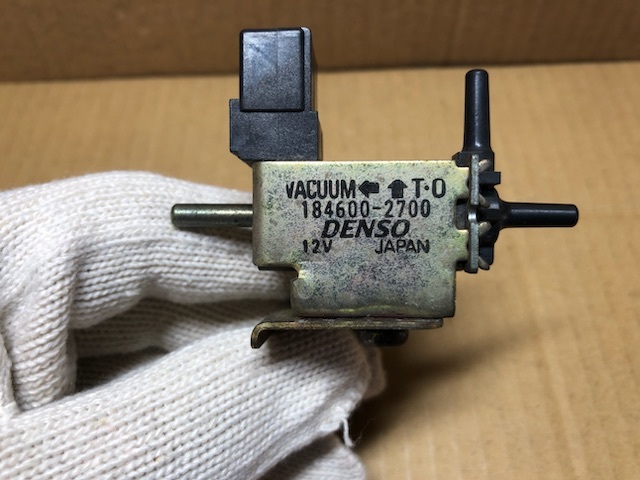 VACUUM ⬅ ⬆ T·O
184600-2700
DENSO
12V JAPAN